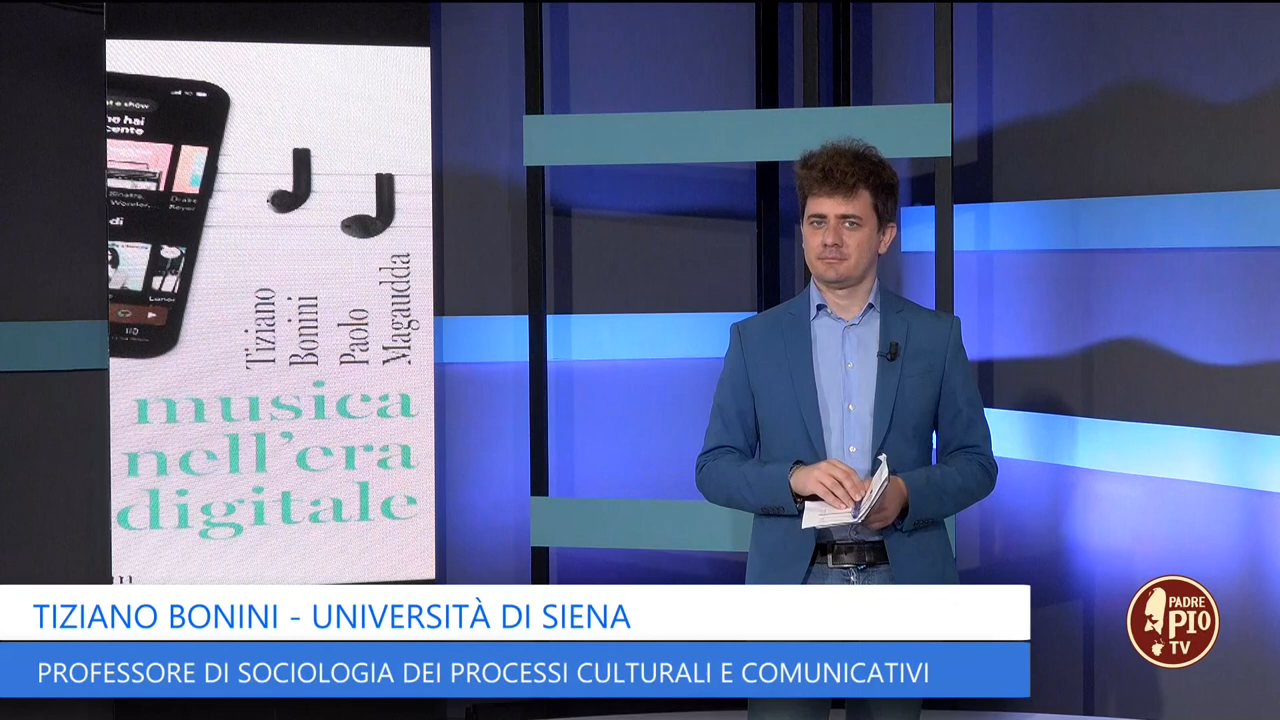 Tiziano
Bonini
Paolo
Magaudda
musica
nell'era
digitale
TIZIANO BONINI - UNIVERSITÀ DI SIENA
PROFESSORE DI SOCIOLOGIA DEI PROCESSI CULTURALI E COMUNICATIVI
PADRE
PIO
TV